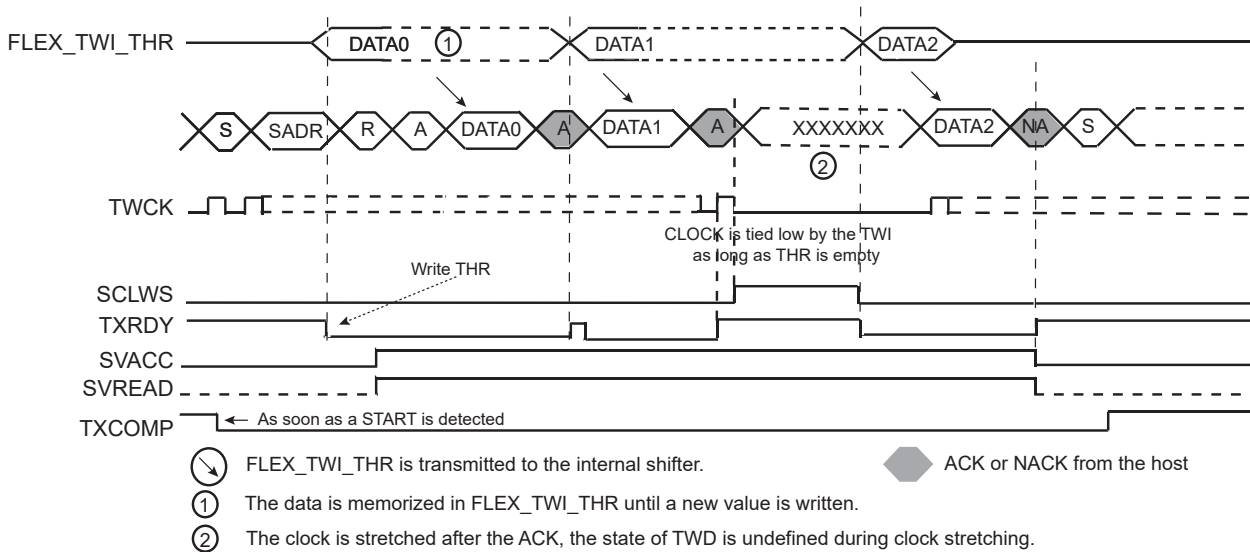 FLEX_TWI_THR DATA0 1 DATA1 DATA2
S SADR R A DATA0 A DATA1 A XXXXXXX DATA2 NA S
2
TWCK
CLOCK is tied low by the TWI
as long as THR is empty
Write THR
SCLWS
TXRDY
SVACC
SVREAD
TXCOMP As soon as a START is detected
FLEX_TWI_THR is transmitted to the internal shifter. ACK or NACK from the host
1 The data is memorized in FLEX_TWI_THR until a new value is written.
2 The clock is stretched after the ACK, the state of TWD is undefined during clock stretching.